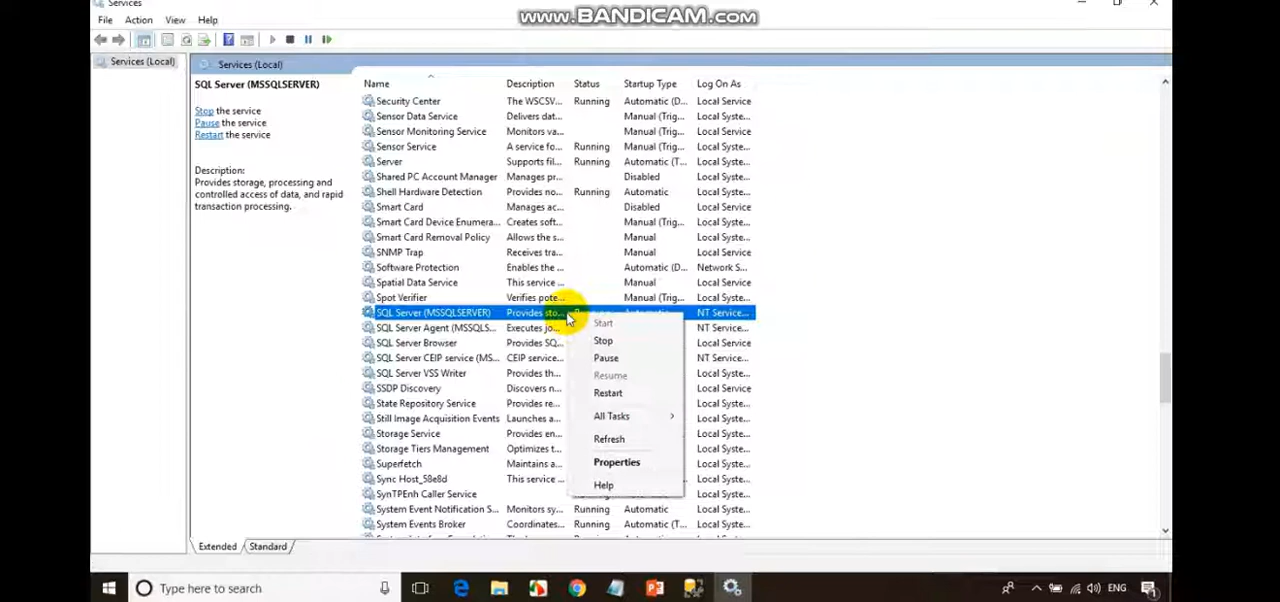 Services
www.BANDICAM.com
File Action View Help
Services (Local)
Services (Local)
SQL Server (MSSQLSERVER)
Stop the service
Pause the service
Restart the service
Description:
Provides storage, processing and
controlled access of data, and rapid
transaction processing.
Name Description Status Startup Type Log On As
Security Center The WSCSV... Running Automatic (D... Local Service
Sensor Data Service Delivers dat... Manual (Trig... Local Syste...
Sensor Monitoring Service Monitors va... Manual (Trig... Local Service
Sensor Service A service fo... Running Manual (Trig... Local Syste...
Server Supports fil... Running Automatic (T... Local Syste...
Shared PC Account Manager Manages pr... Disabled Local Syste...
Shell Hardware Detection Provides no... Running Automatic Local Syste...
Smart Card Manages ac... Disabled Local Service
Smart Card Device Enumera... Creates soft... Manual (Trig... Local Syste...
Smart Card Removal Policy Allows the s... Manual Local Syste...
SNMP Trap Receives tra... Manual Local Service
Software Protection Enables the ... Automatic (D... Network S...
Spatial Data Service This service ... Manual Local Syste...
Spot Verifier Verifies pote... Manual (Trig... Local Syste...
SQL Server (MSSQLSERVER) Provides sto... NT Service...
SQL Server Agent (MSSQLS... Executes jo... NT Service...
SQL Server Browser Provides SQ... Local Service
SQL Server CEIP service (MS... CEIP service... NT Service...
SQL Server VSS Writer Provides th... Local Syste...
SSDP Discovery Discovers n... Local Service
State Repository Service Provides re... Local Syste...
Still Image Acquisition Events Launches a... Local Syste...
Storage Service Provides en... Local Syste...
Storage Tiers Management Optimizes t... Local Syste...
Superfetch Maintains a... Local Syste...
Sync Host_58e8d This service ... Local Syste...
SynTPEnh Caller Service Local Syste...
System Event Notification S... Monitors sy... Running Automatic Local Syste...
System Events Broker Coordinates... Running Automatic (T... Local Syste...
Start
Stop
Pause
Resume
Restart
All Tasks
Refresh
Properties
Help
Extended Standard
Type here to search
ENG